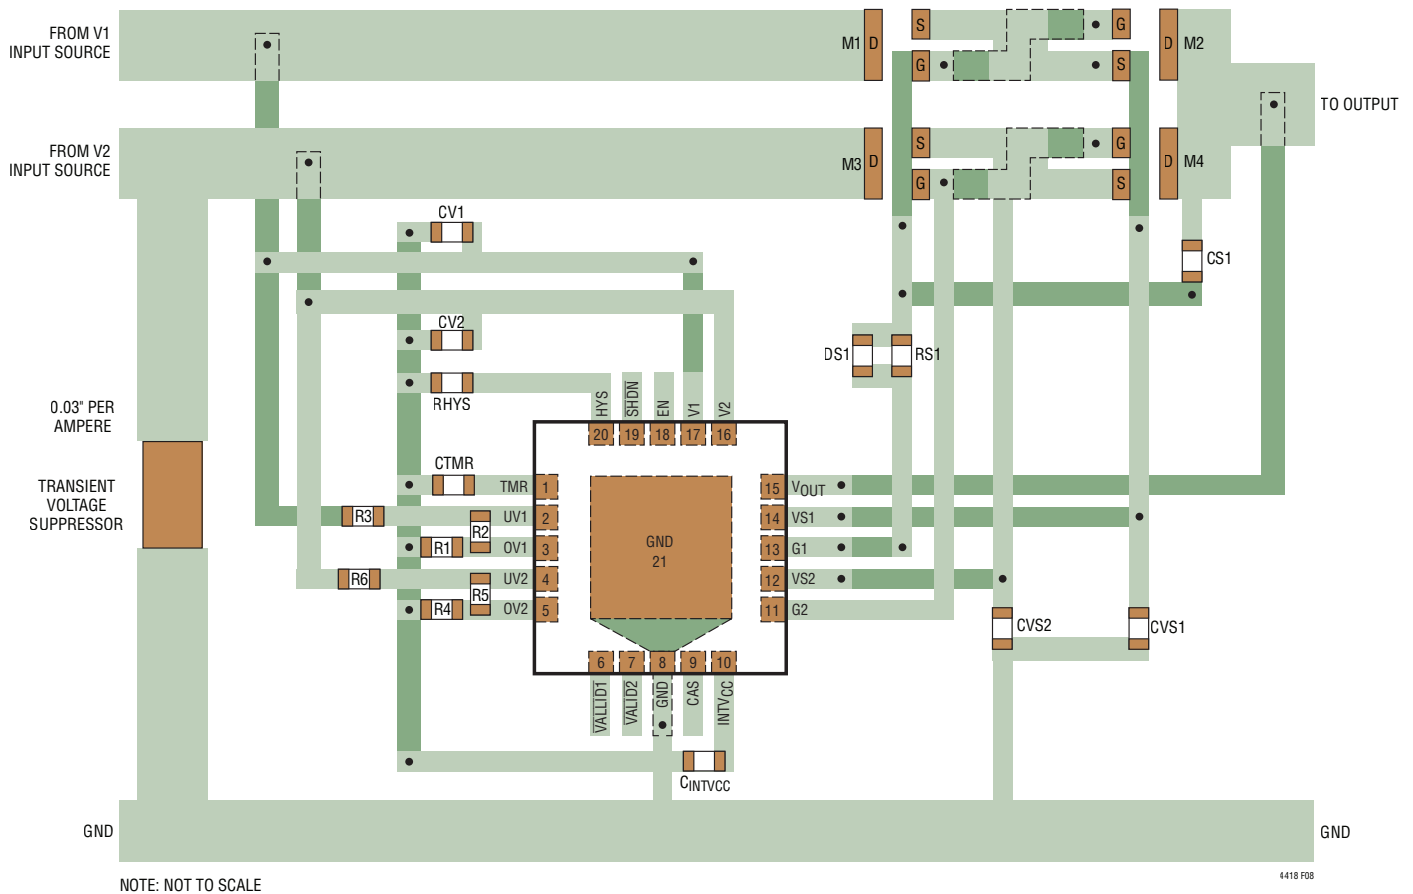 FROM V1
INPUT SOURCE
M1
D
S
G
G
S
D
M2
TO OUTPUT
FROM V2
INPUT SOURCE
M3
D
S
G
G
S
D
M4
CV1
CS1
CV2
DS1
RS1
RHYS
0.03" PER
AMPERE
TRANSIENT
VOLTAGE
SUPPRESSOR
HYS
SHDN
EN
V1
V2
20
19
18
17
16
CTMR
TMR
1
15
VOUT
R3
UV1
2
14
VS1
R2
R1
OV1
3
GND
21
13
G1
R6
UV2
4
12
VS2
R5
R4
OV2
5
11
G2
CVS2
CVS1
6
7
8
9
10
VALLID1
VALID2
GND
CAS
INTVCC
CINTVCC
GND
GND
NOTE: NOT TO SCALE
4418 F08